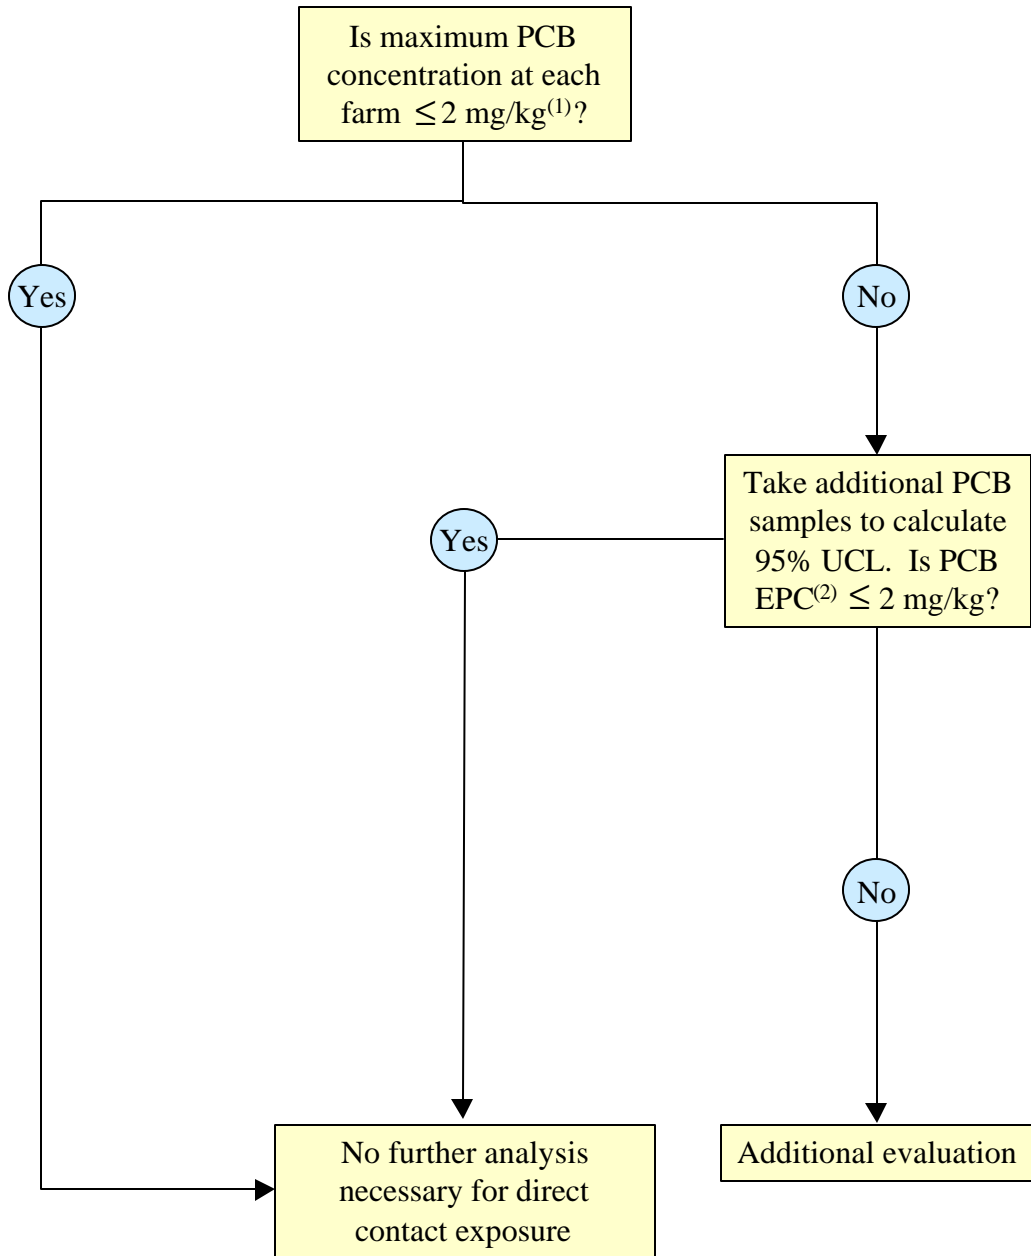 Is maximum PCB
concentration at each
farm ≤2 mg/kg(1)?
Yes
No
Take additional PCB
samples to calculate
95% UCL. Is PCB
EPC(2) ≤ 2 mg/kg?
Yes
No
No further analysis
necessary for direct
contact exposure
Additional evaluation